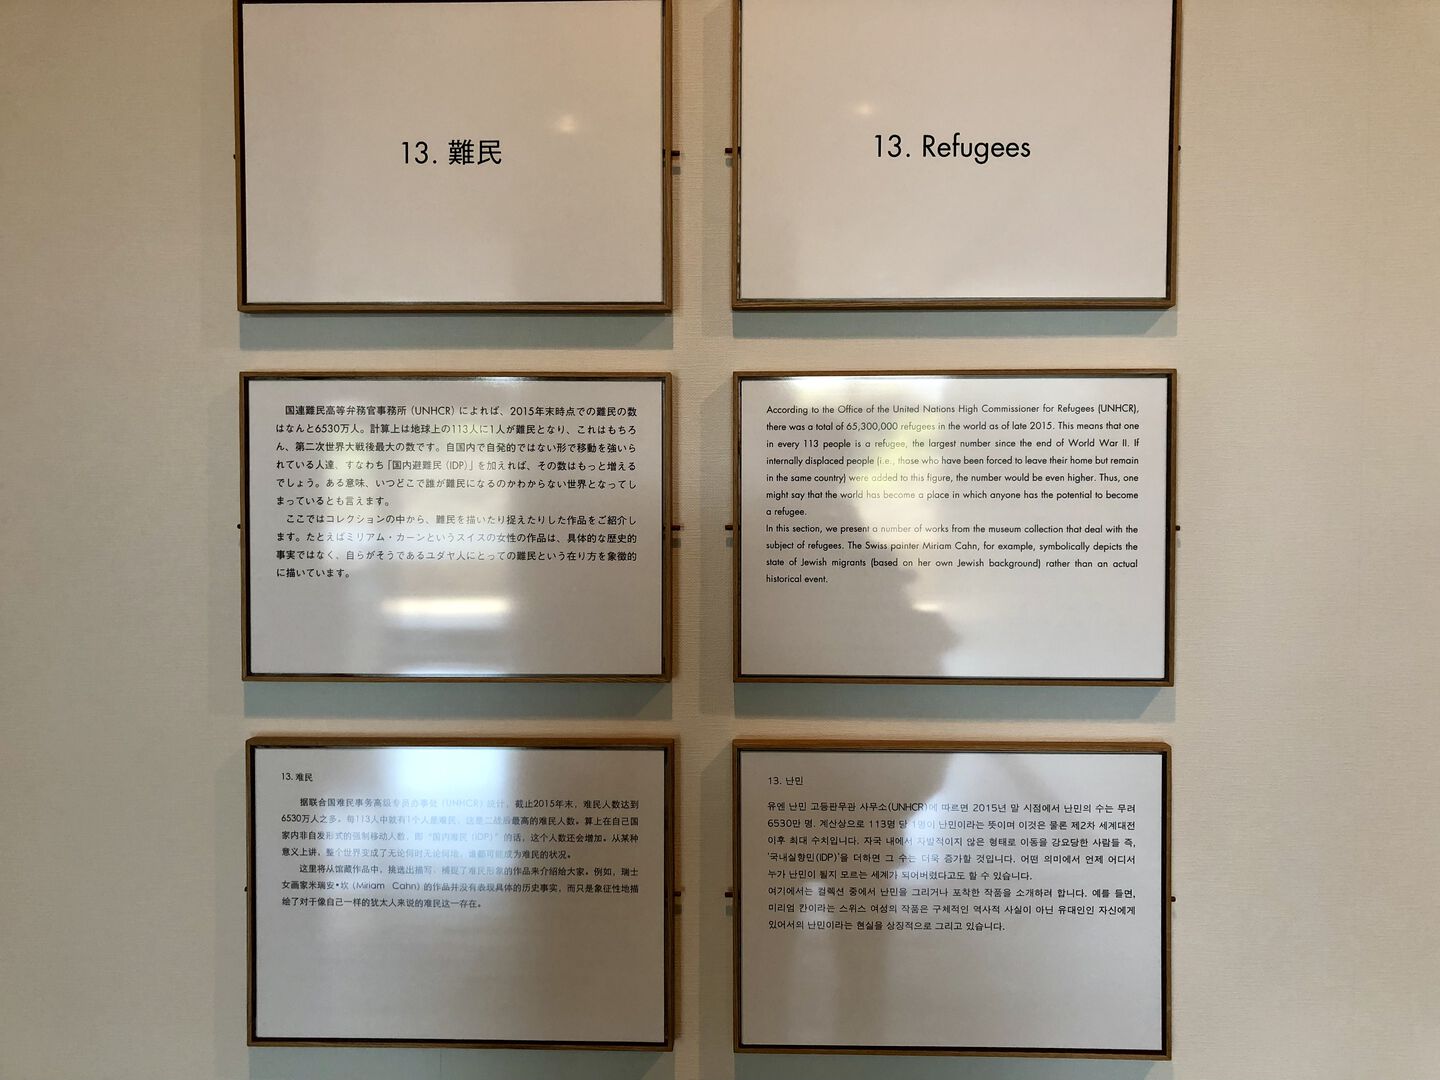 13. 難民
13. Refugees
国連難民高等弁務官事務所（UNHCR）によれば、2015年末時点での難民の数
はなんと6530万人。計算上は地球上の113人に1人が難民となり、これはもちろ
ん、第二次世界大戦後最大の数です。自国内で自発的ではない形で移動を強いら
れている人達、すなわち「国内避難民（IDP）」を加えれば、その数はもっと増える
でしょう。ある意味、いつどこで誰が難民になるのかわからない世界となってし
まっているとも言えます。
ここではコレクションの中から、難民を描いたり捉えたりした作品をご紹介し
ます。たとえばミリアム・カーンというスイスの女性の作品は、具体的な歴史的
事実ではなく、自らがそうであるユダヤ人にとっての難民という在り方を象徴的
に描いています。
According to the Office of the United Nations High Commissioner for Refugees (UNHCR),
there was a total of 65,300,000 refugees in the world as of late 2015. This means that one
in every 113 people is a refugee, the largest number since the end of World War II. If
internally displaced people (i.e., those who have been forced to leave their home but remain
in the same country) were added to this figure, the number would be even higher. Thus, one
might say that the world has become a place in which anyone has the potential to become
a refugee.
In this section, we present a number of works from the museum collection that deal with the
subject of refugees. The Swiss painter Miriam Cahn, for example, symbolically depicts the
state of Jewish migrants (based on her own Jewish background) rather than an actual
historical event.
13. 难民
据联合国难民事务高级专员办事处（UNHCR）统计，截止2015年末，难民人数达到
6530万人之多。每113人中就有1个人是难民，这是二战后最高的难民人数。算上在自己国
家内非自发形式的强制移动人数，即“国内难民（IDP）”的话，这个人数还会增加。从某种
意义上讲，整个世界变成了无论何时无论何地，谁都可能成为难民的状况。
这里将从馆藏作品中，挑选出描写，捕捉了难民形象的作品来介绍给大家。例如，瑞士
女画家米瑞安•坎（Miriam Cahn）的作品并没有表现具体的历史事实，而只是象征性地描
绘了对于像自己一样的犹太人来说的难民这一存在。
13. 난민
유엔 난민 고등판무관 사무소(UNHCR)에 따르면 2015년 말 시점에서 난민의 수는 무려
6530만 명. 계산상으로 113명 당 1명이 난민이라는 뜻이며 이것은 물론 제2차 세계대전
이후 최대 수치입니다. 자국 내에서 자발적이지 않은 형태로 이동을 강요당한 사람들 즉,
'국내실향민(IDP)'을 더하면 그 수는 더욱 증가할 것입니다. 어떤 의미에서 언제 어디서
누가 난민이 될지 모르는 세계가 되어버렸다고도 할 수 있습니다.
여기에서는 컬렉션 중에서 난민을 그리거나 포착한 작품을 소개하려 합니다. 예를 들면,
미리엄 칸이라는 스위스 여성의 작품은 구체적인 역사적 사실이 아닌 유대인인 자신에게
있어서의 난민이라는 현실을 상징적으로 그리고 있습니다.